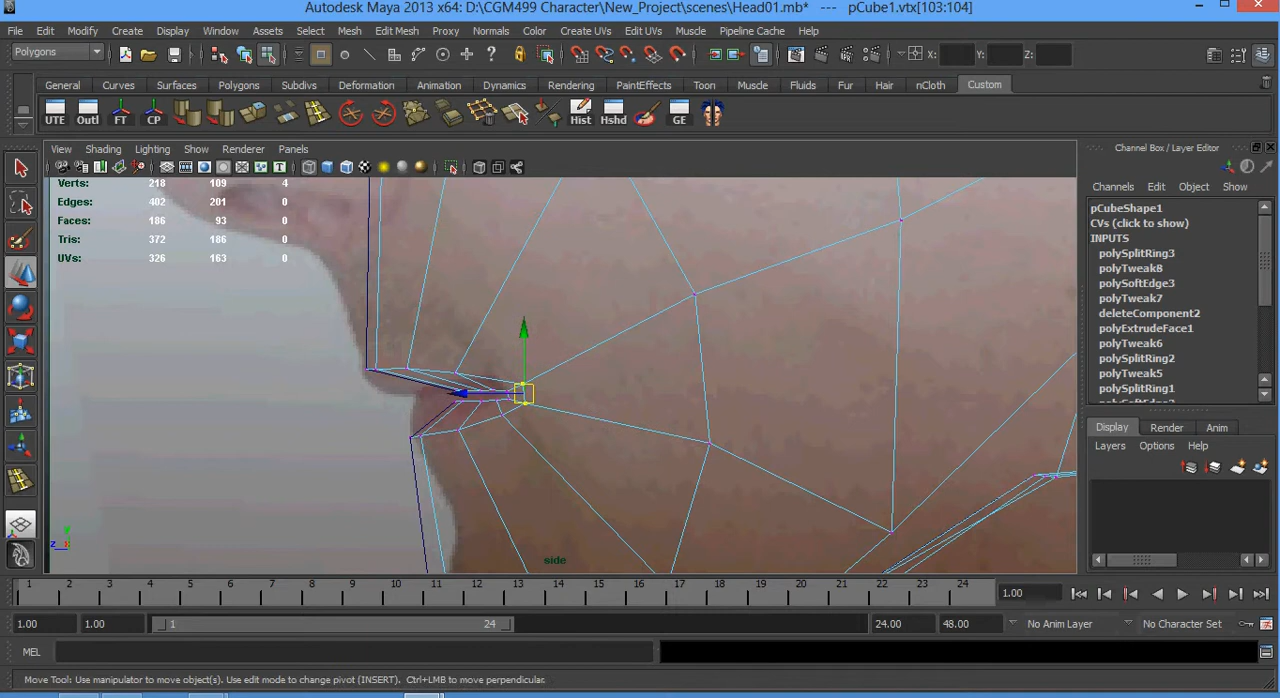 Autodesk Maya 2013 x64: D:\CGM499 Character\New_Project\scenes\Head01.mb* --- pCube1.vtx[103:104]
File Edit Modify Create Display Window Assets Select Mesh Edit Mesh Proxy Normals Color Create UVs Edit UVs Muscle Pipeline Cache Help
Polygons X: Y: Z:
General Curves Surfaces Polygons Subdivs Deformation Animation Dynamics Rendering PaintEffects Toon Muscle Fluids Fur Hair nCloth Custom
UTE Outl FT CP Hist Hshd GE
View Shading Lighting Show Renderer Panels
Channel Box / Layer Editor
Verts: 218 109 4
Edges: 402 201 0
Faces: 186 93 0
Tris: 372 186 0
UVs: 326 163 0
Channels Edit Object Show
pCubeShape1
CVs (click to show)
INPUTS
polySplitRing3
polyTweak8
polySoftEdge3
polyTweak7
deleteComponent2
polyExtrudeFace1
polyTweak6
polySplitRing2
polyTweak5
polySplitRing1
Display Render Anim
Layers Options Help
y
z x
side
1 2 3 4 5 6 7 8 9 10 11 12 13 14 15 16 17 18 19 20 21 22 23 24 1.00
1.00 1.00 1 24 24.00 48.00 No Anim Layer No Character Set
MEL
Move Tool: Use manipulator to move object(s). Use edit mode to change pivot (INSERT). Ctrl+LMB to move perpendicular.